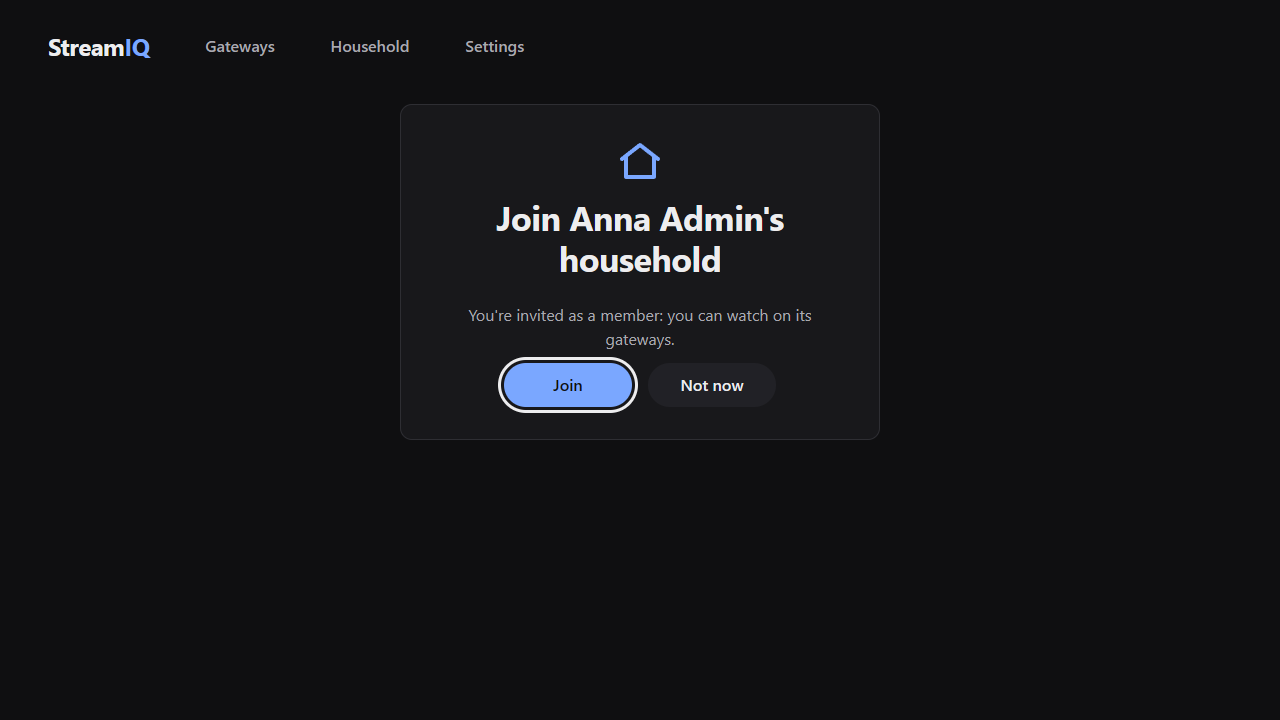 StreamIQ
Gateways
Household
Settings
Join Anna Admin's
household
You're invited as a member: you can watch on its
gateways.
Join
Not now